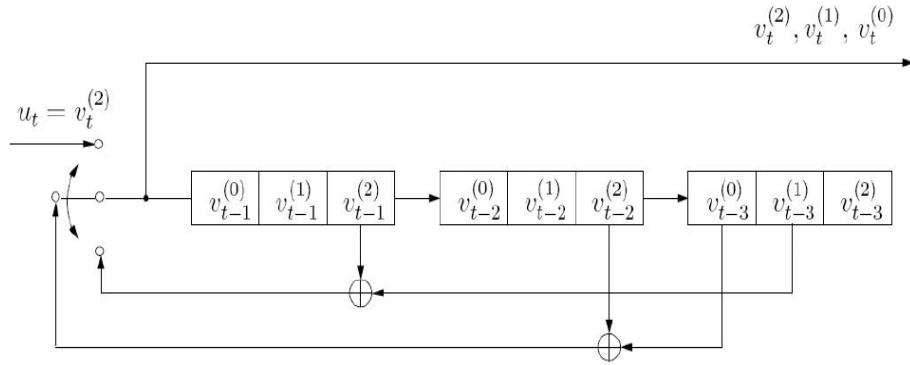 v_t^{(2)}, v_t^{(1)}, v_t^{(0)}
u_t = v_t^{(2)}
v_{t-1}^{(0)} v_{t-1}^{(1)} v_{t-1}^{(2)} v_{t-2}^{(0)} v_{t-2}^{(1)} v_{t-2}^{(2)} v_{t-3}^{(0)} v_{t-3}^{(1)} v_{t-3}^{(2)}